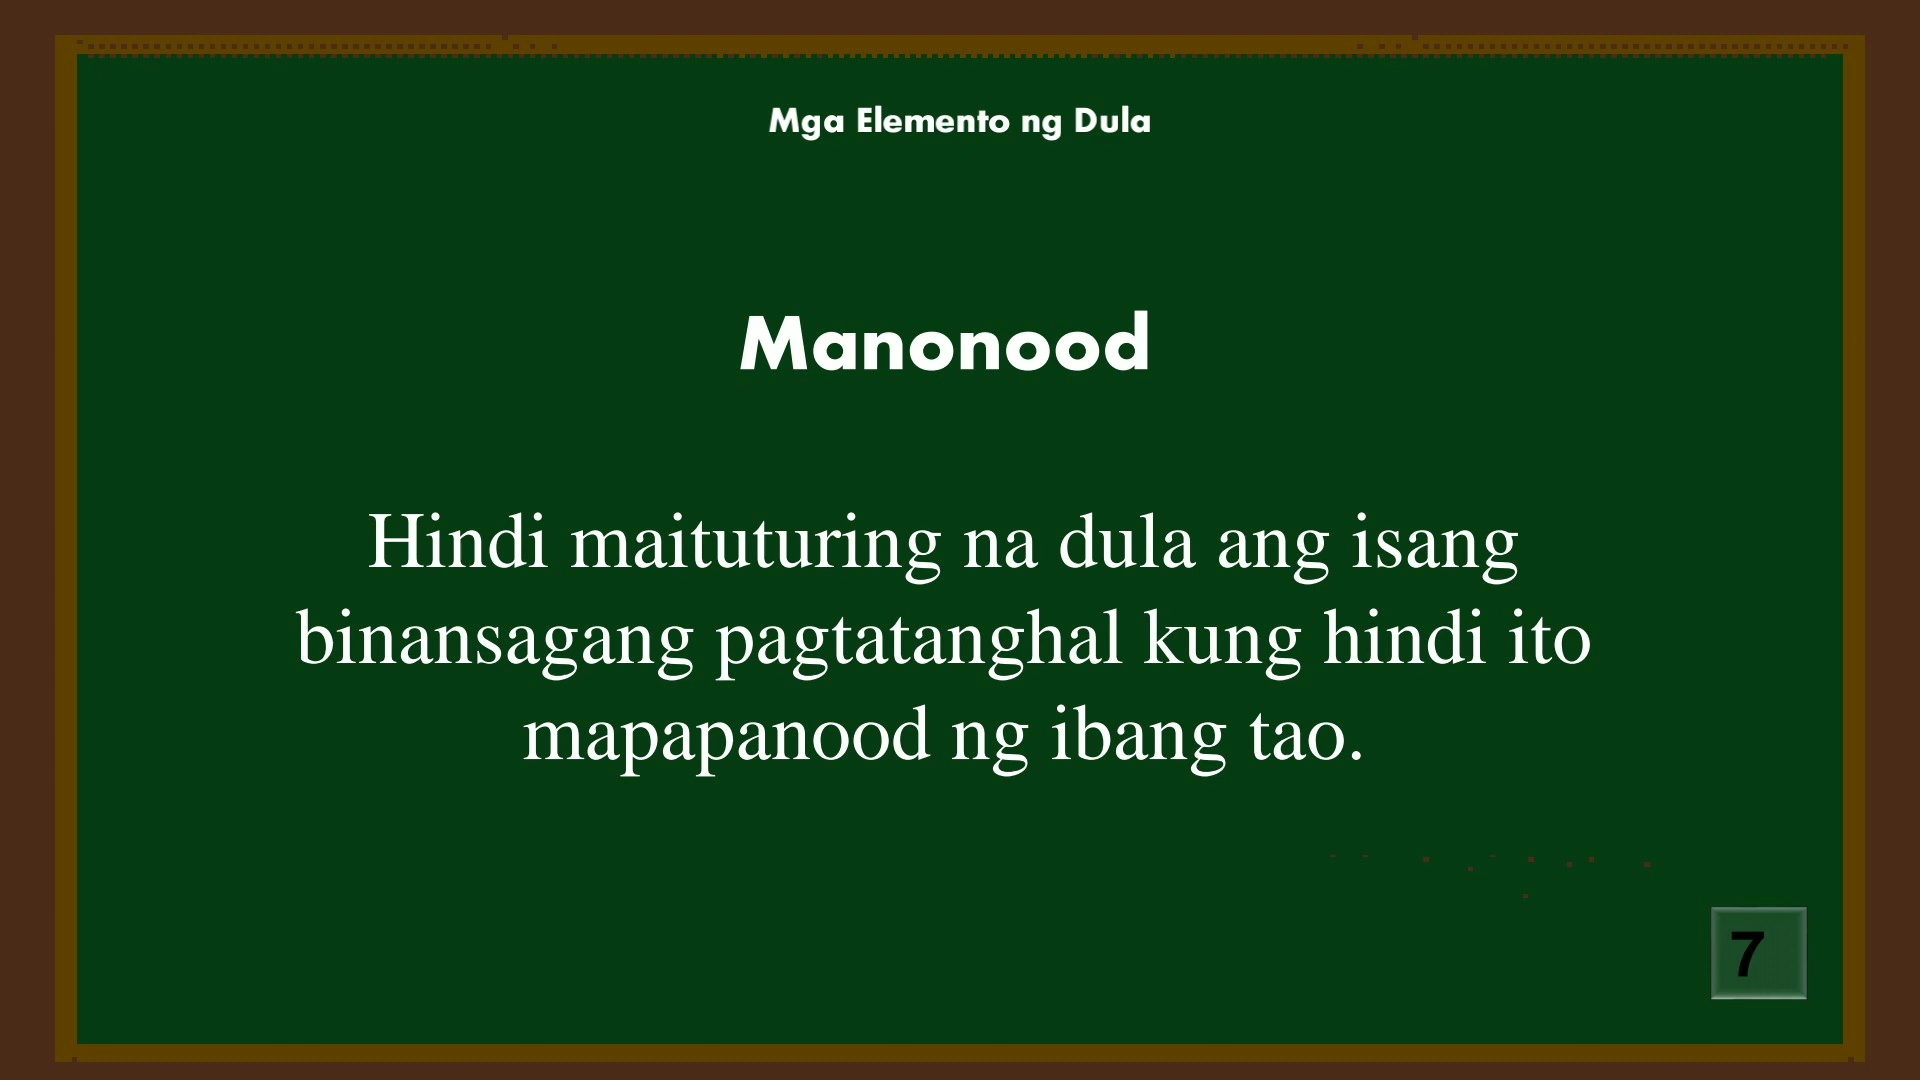 Mga Elemento ng Dula
Manonood
Hindi maituturing na dula ang isang
binansagang pagtatanghal kung hindi ito
mapapanood ng ibang tao.
7